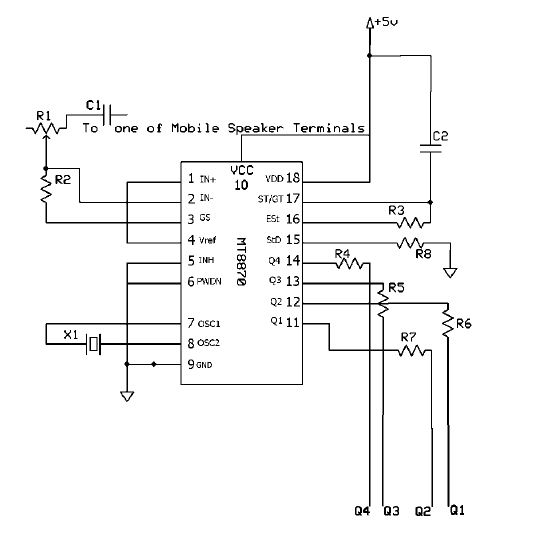 +5v
C1
R1
To one of Mobile Speaker Terminals
C2
R2
VCC
10
1 IN+
VDD 18
2 IN-
ST/GT 17
3 GS
ESt 16
R3
4 Vref
StD 15
R8
MT8870
5 INH
Q4 14
R4
6 PWDN
Q3 13
R5
Q2 12
7 OSC1
Q1 11
R6
X1
8 OSC2
R7
9 GND
Q4 Q3 Q2 Q1